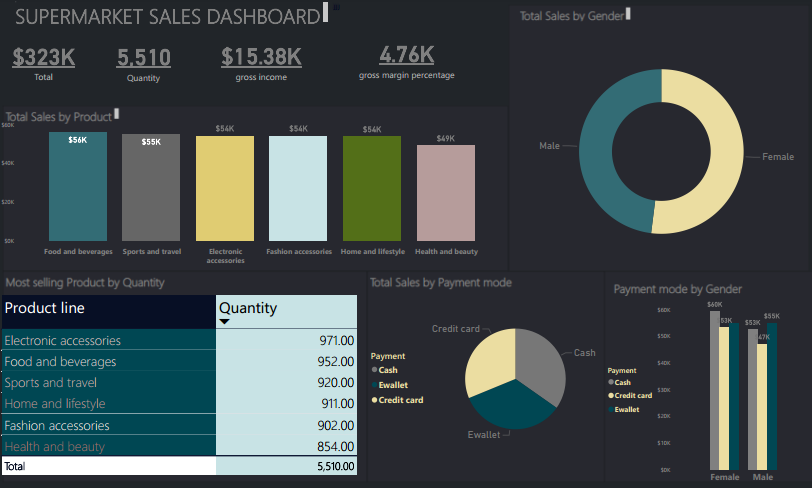 SUPERMARKET SALES DASHBOARD
$323K
Total
5,510
Quantity
$15.38K
gross income
4.76K
gross margin percentage
Total Sales by Gender
Male
Female
Total Sales by Product
$60K
$40K
$20K
$0K
$56K
$55K
$54K
$54K
$54K
$49K
Food and beverages
Sports and travel
Electronic
accessories
Fashion accessories
Home and lifestyle
Health and beauty
Most selling Product by Quantity
Product line Quantity
Electronic accessories 971.00
Food and beverages 952.00
Sports and travel 920.00
Home and lifestyle 911.00
Fashion accessories 902.00
Health and beauty 854.00
Total 5,510.00
Total Sales by Payment mode
Credit card
Cash
Ewallet
Payment
Cash
Ewallet
Credit card
Payment mode by Gender
Payment
Cash
Credit card
Ewallet
$60K
$50K
$40K
$30K
$20K
$10K
$0K
$60K
53K
$53K
47K
$55K
Female
Male